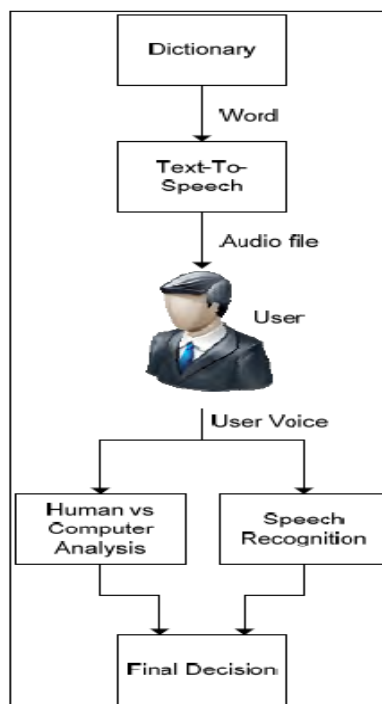 Dictionary
Word
Text-To-
Speech
Audio file
User
User Voice
Human vs
Computer
Analysis
Speech
Recognition
Final Decision